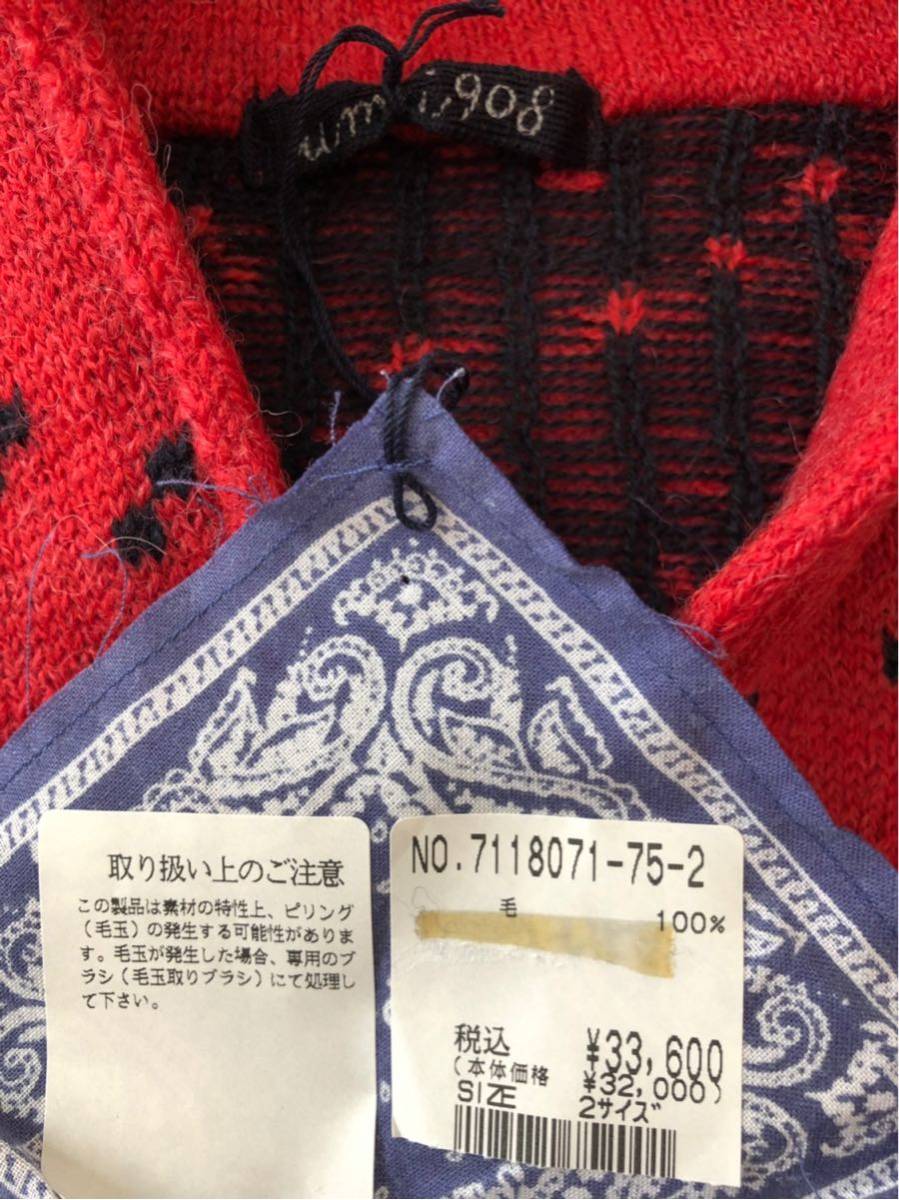 umii908
取り扱い上のご注意
この製品は素材の特性上、ピリング
(毛玉)の発生する可能性がありま
す。毛玉が発生した場合、専用のブ
ラシ(毛玉取りブラシ)にて処理し
て下さい。
NO.7118071-75-2
毛 100%
税込 ¥33,600
(本体価格 ¥32,000)
SIZE 2サイズ